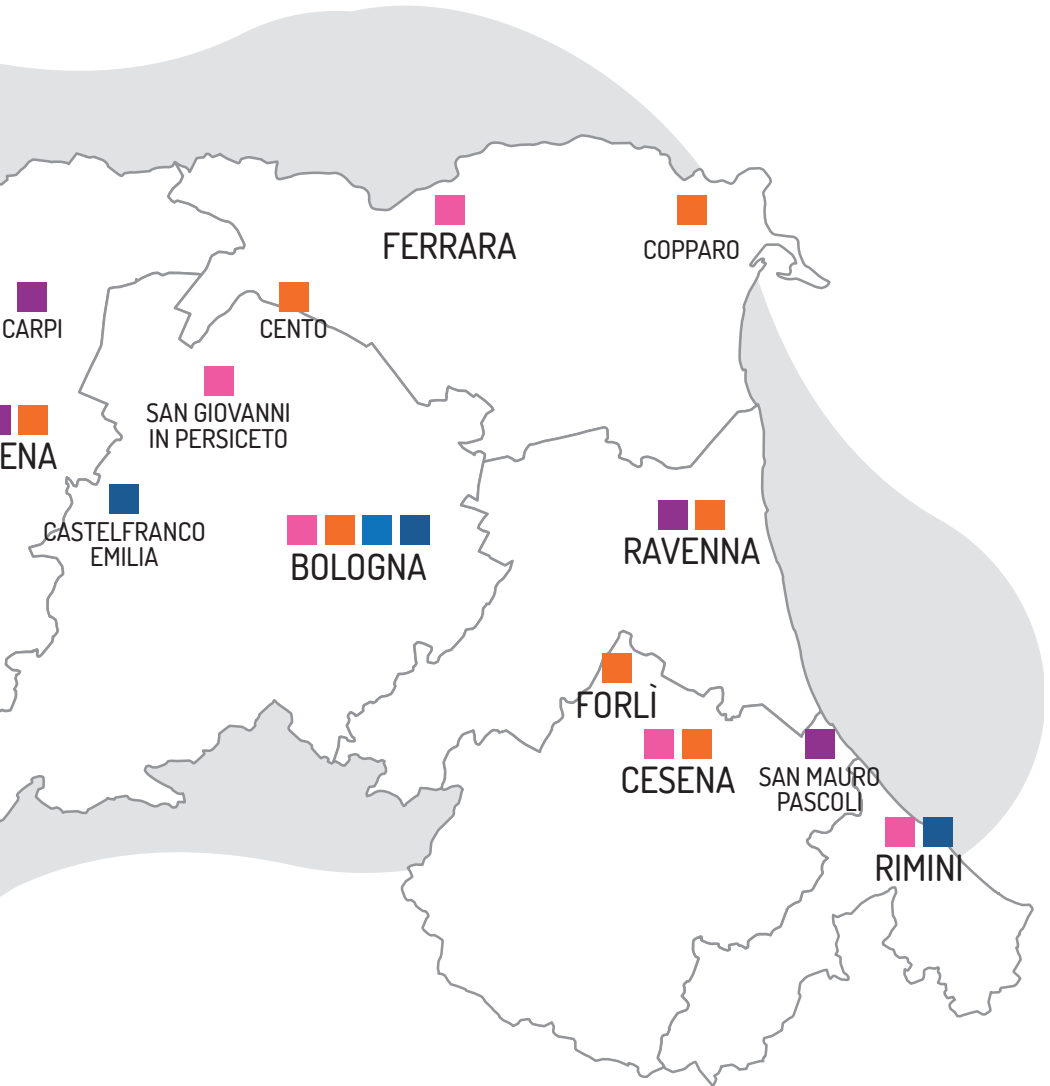 FERRARA
COPPARO
CARPI
CENTO
SAN GIOVANNI
IN PERSICETO
ENA
CASTELFRANCO
EMILIA
BOLOGNA
RAVENNA
FORLÌ
CESENA
SAN MAURO
PASCOLI
RIMINI